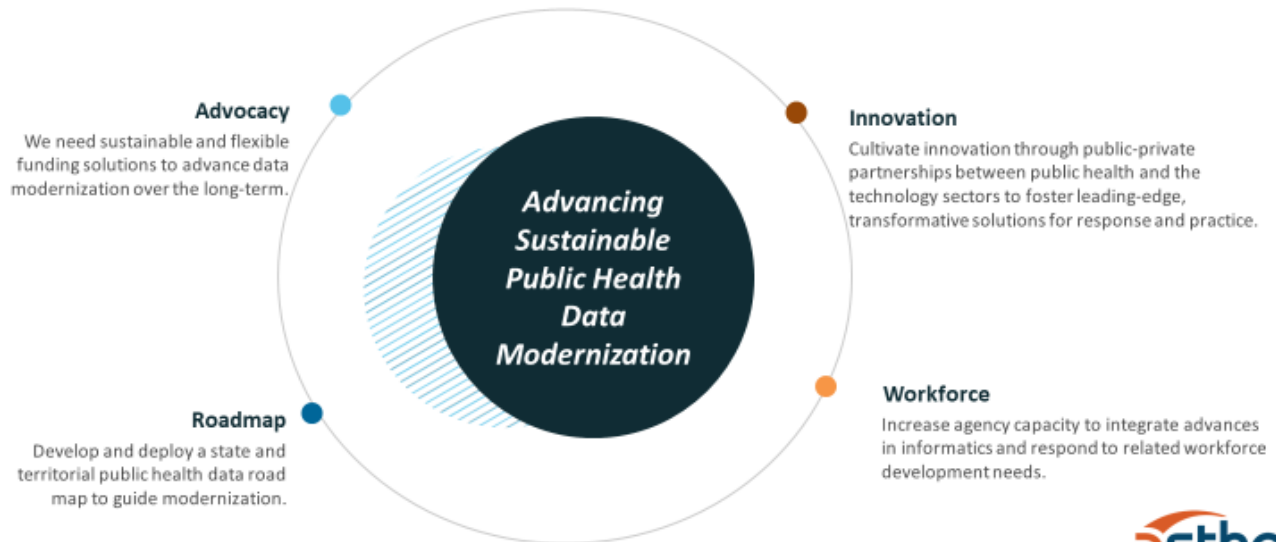 Advocacy
We need sustainable and flexible
funding solutions to advance data
modernization over the long-term.
Innovation
Cultivate innovation through public-private
partnerships between public health and the
technology sectors to foster leading-edge,
transformative solutions for response and practice.
Advancing
Sustainable
Public Health
Data
Modernization
Roadmap
Develop and deploy a state and
territorial public health data road
map to guide modernization.
Workforce
Increase agency capacity to integrate advances
in informatics and respond to related workforce
development needs.